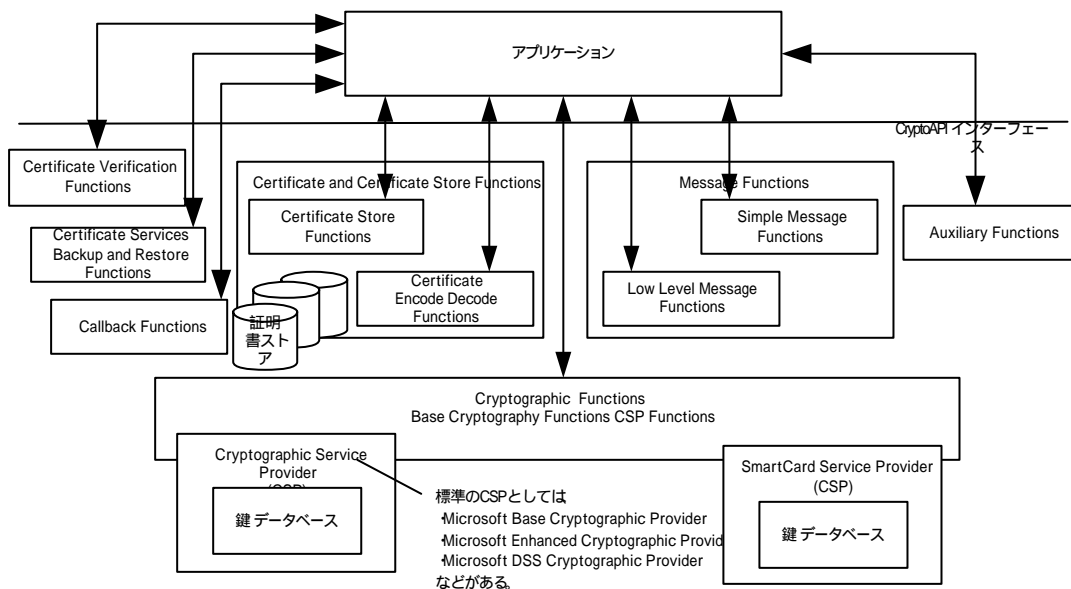 アプリケーション
CryptoAPI インターフェー
ス
Certificate Verification
Functions
Certificate and Certificate Store Functions
Message Functions
Certificate Store
Functions
Simple Message
Functions
Auxiliary Functions
Certificate Services
Backup and Restore
Functions
Certificate
Encode Decode
Functions
Low Level Message
Functions
Callback Functions
証明
書スト
ア
Cryptographic Functions
Base Cryptography Functions CSP Functions
Cryptographic Service
Provider
(CSP)
鍵データベース
標準のCSPとしては
・Microsoft Base Cryptographic Provider
・Microsoft Enhanced Cryptographic Provid
・Microsoft DSS Cryptographic Provider
などがある。
SmartCard Service Provider
(CSP)
鍵データベース